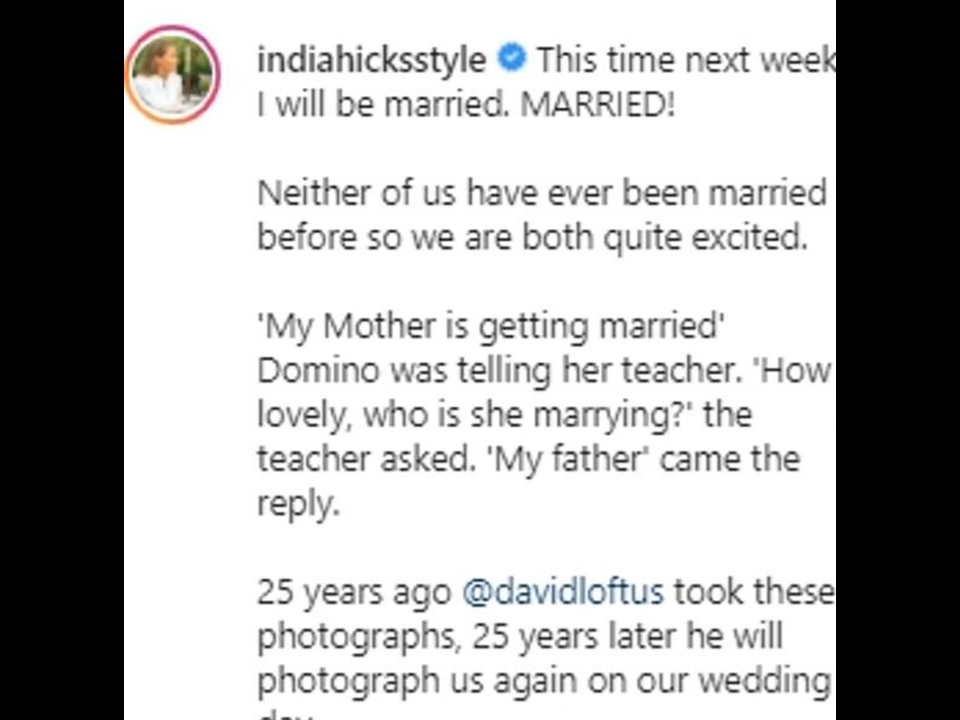 indiahicksstyle This time next week
I will be married. MARRIED!
Neither of us have ever been married
before so we are both quite excited.
'My Mother is getting married'
Domino was telling her teacher. 'How
lovely, who is she marrying?' the
teacher asked. 'My father' came the
reply.
25 years ago @davidloftus took these
photographs, 25 years later he will
photograph us again on our wedding